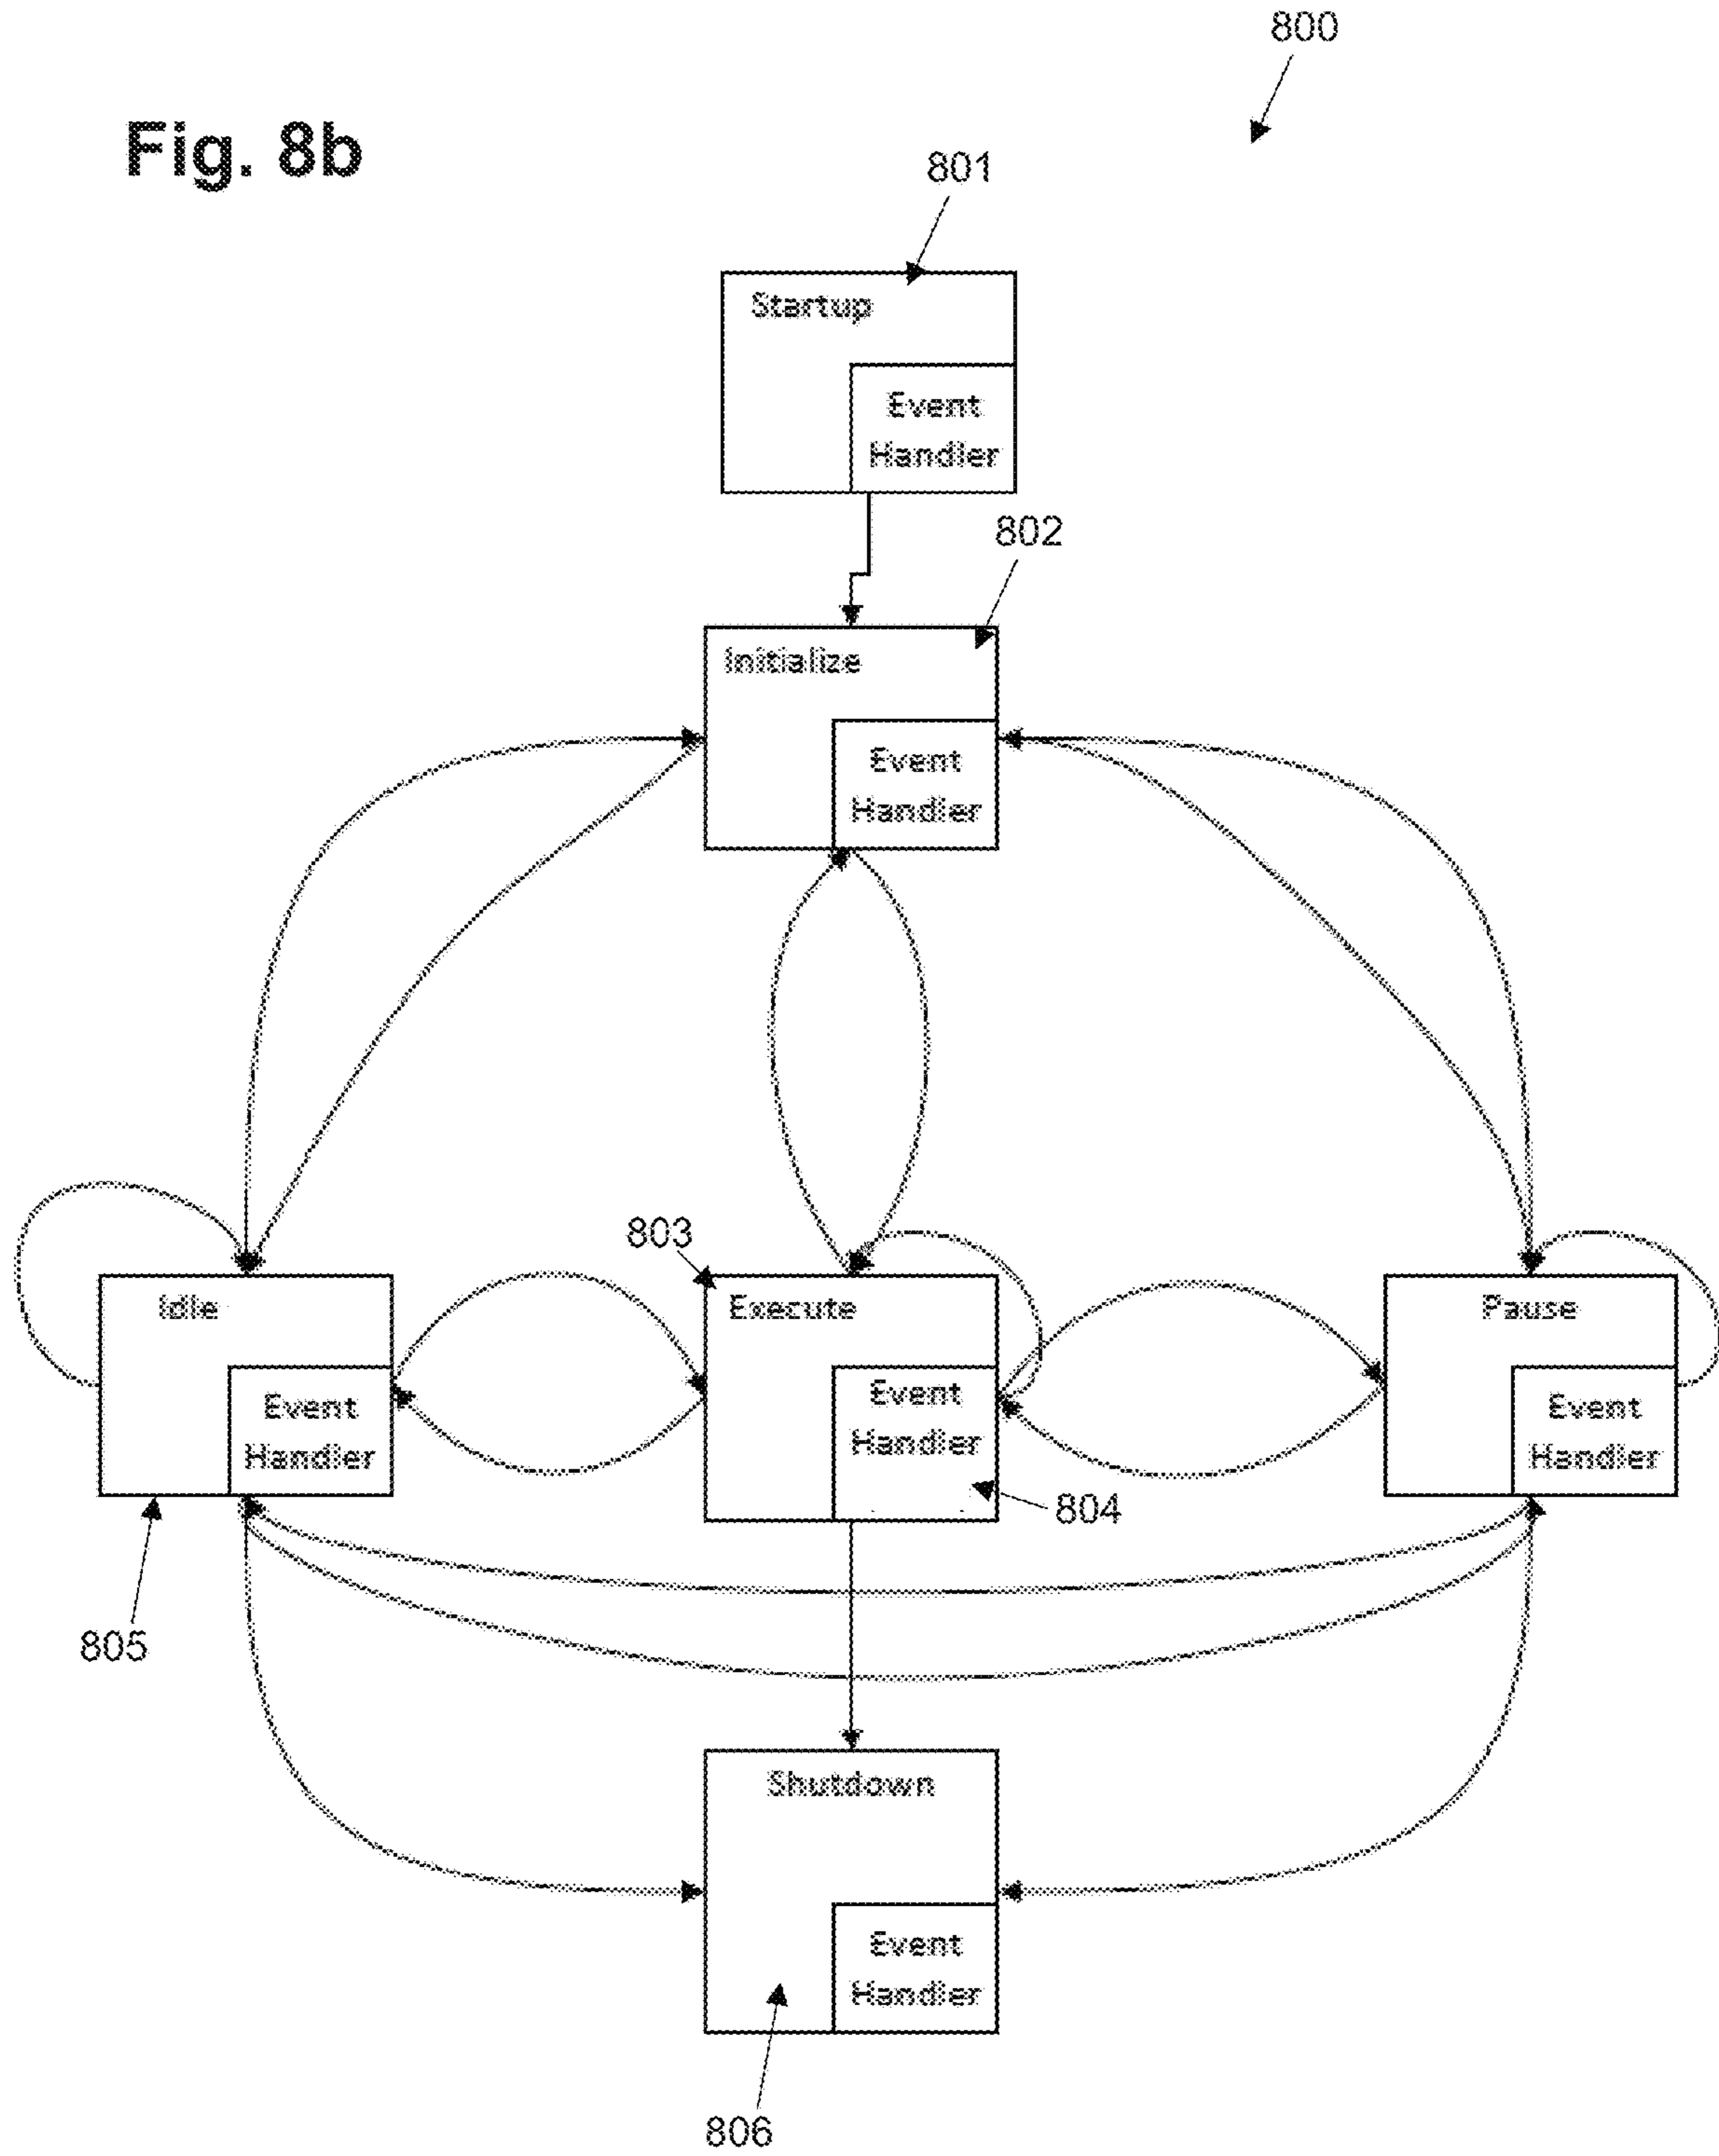 800
Fig. 8b
801
Startup
Event
Handler
802
Initialize
Event
Handler
803
Idle
Execute
Pause
Event
Handler
Event
Handler
Event
Handler
804
805
Shutdown
Event
Handler
806